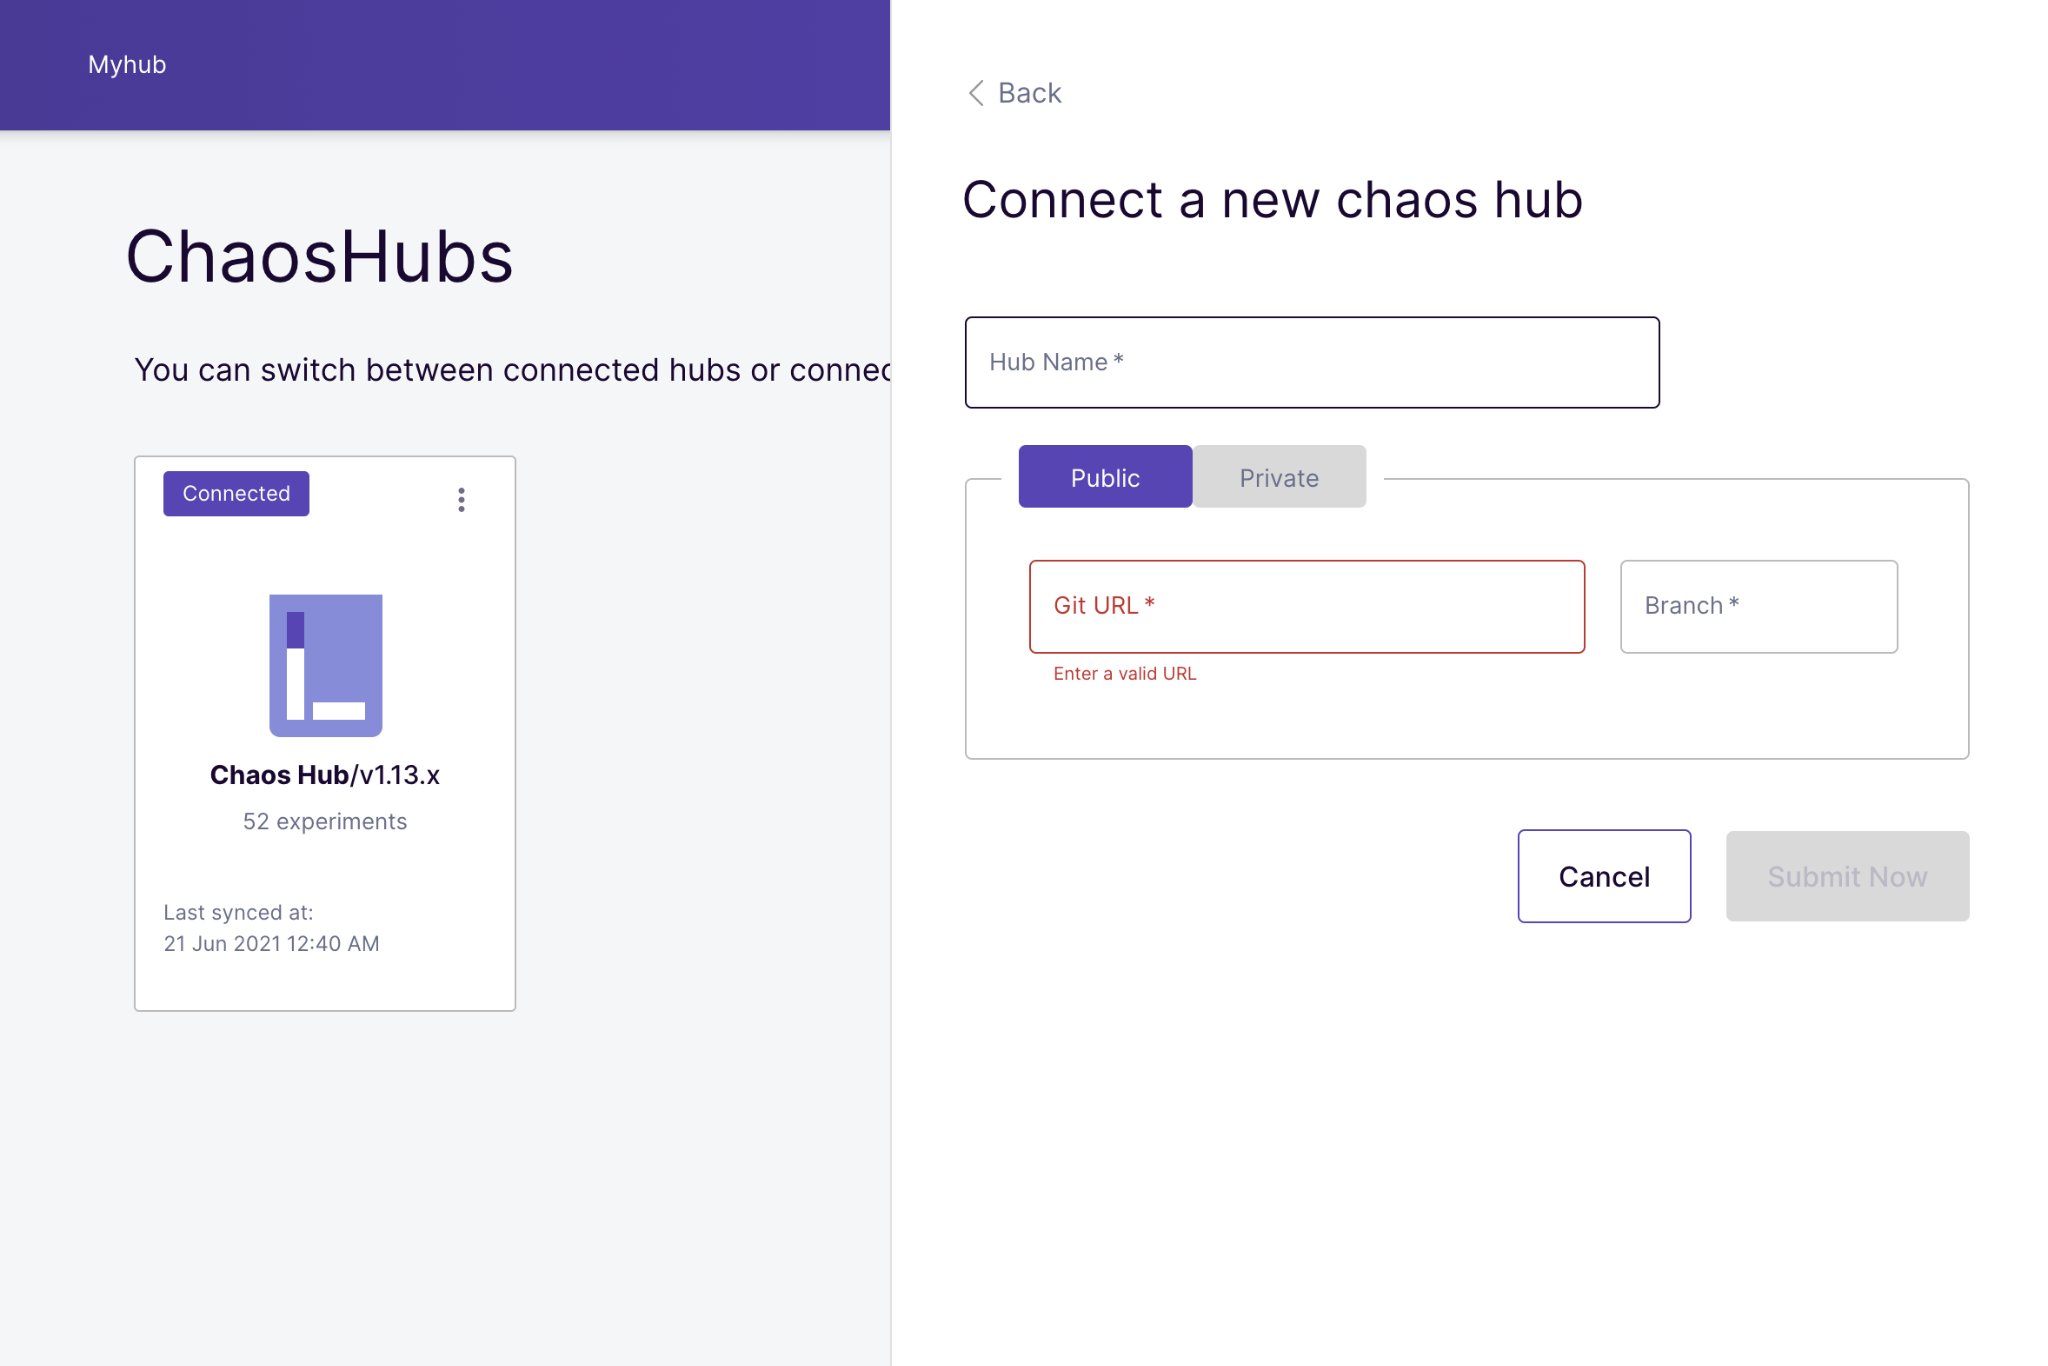 Myhub
ChaosHubs
You can switch between connected hubs or connec
Connected
Chaos Hub/v1.13.x
52 experiments
Last synced at:
21 Jun 2021 12:40 AM
Back
Connect a new chaos hub
Hub Name *
Public
Private
Git URL *
Branch *
Enter a valid URL
Cancel
Submit Now